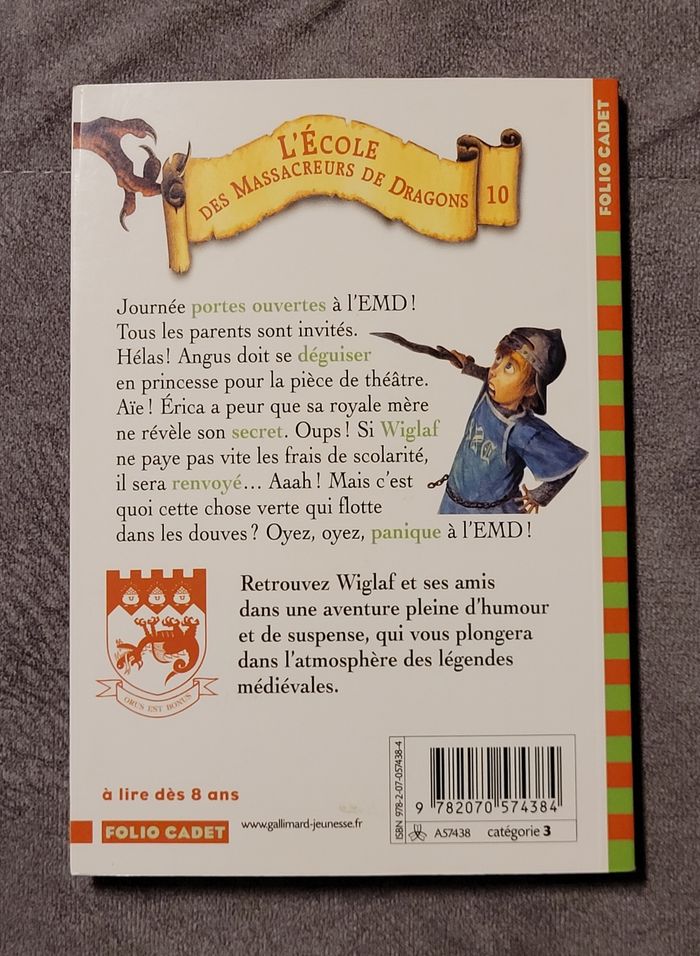 L'École
des Massacreurs de Dragons
10
FOLIO CADET
Journée portes ouvertes à l'EMD !
Tous les parents sont invités.
Hélas ! Angus doit se déguiser
en princesse pour la pièce de théâtre.
Aïe ! Érica a peur que sa royale mère
ne révèle son secret. Oups ! Si Wiglaf
ne paye pas vite les frais de scolarité,
il sera renvoyé... Aaah ! Mais c'est
quoi cette chose verte qui flotte
dans les douves ? Oyez, oyez, panique à l'EMD !
Retrouvez Wiglaf et ses amis
dans une aventure pleine d'humour
et de suspense, qui vous plongera
dans l'atmosphère des légendes
médiévales.
ORUS EST BONUS
à lire dès 8 ans
FOLIO CADET
www.gallimard-jeunesse.fr
ISBN 978-2-07-057438-4
9 782070 574384
A57438 catégorie 3